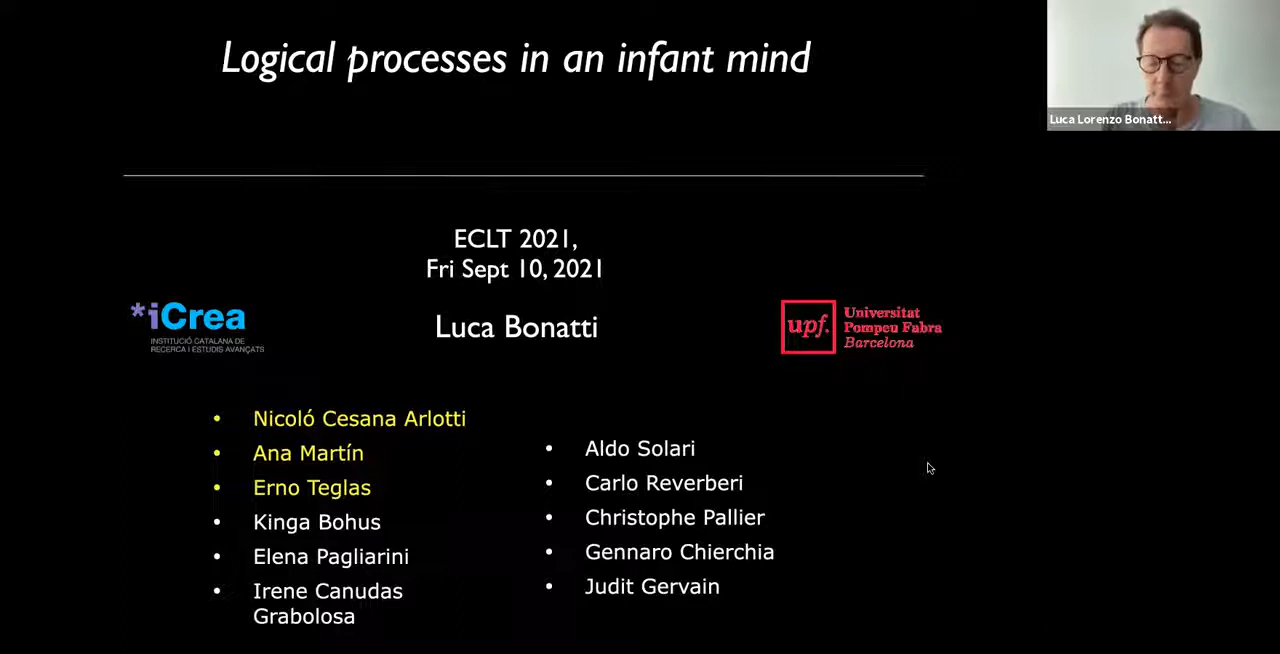 Logical processes in an infant mind
Luca Lorenzo Bonatt...
ECLT 2021,
Fri Sept 10, 2021
*iCrea
INSTITUCIÓ CATALANA DE
RECERCA I ESTUDIS AVANÇATS
Luca Bonatti
upf.
Universitat
Pompeu Fabra
Barcelona
• Nicoló Cesana Arlotti
• Ana Martín
• Erno Teglas
• Kinga Bohus
• Elena Pagliarini
• Irene Canudas
Grabolosa
• Aldo Solari
• Carlo Reverberi
• Christophe Pallier
• Gennaro Chierchia
• Judit Gervain